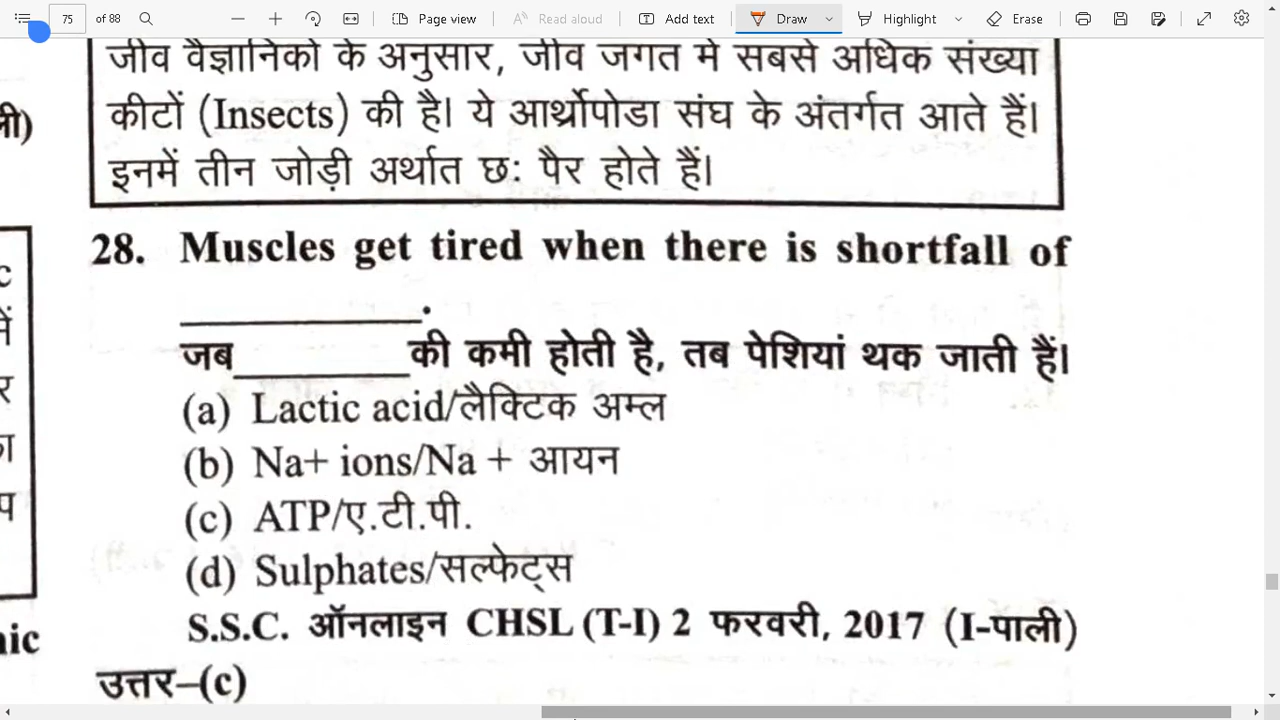 75 of 88 Page view Read aloud Add text Draw Highlight Erase
जीव वैज्ञानिकों के अनुसार, जीव जगत में सबसे अधिक संख्या
कीटों (Insects) की है। ये आर्थ्रोपोडा संघ के अंतर्गत आते हैं।
इनमें तीन जोड़ी अर्थात छः पैर होते हैं।
28. Muscles get tired when there is shortfall of
____________.
जब_________की कमी होती है, तब पेशियां थक जाती हैं।
(a) Lactic acid/लैक्टिक अम्ल
(b) Na+ ions/Na + आयन
(c) ATP/ए.टी.पी.
(d) Sulphates/सल्फेट्स
S.S.C. ऑनलाइन CHSL (T-I) 2 फरवरी, 2017 (I-पाली)
उत्तर–(c)